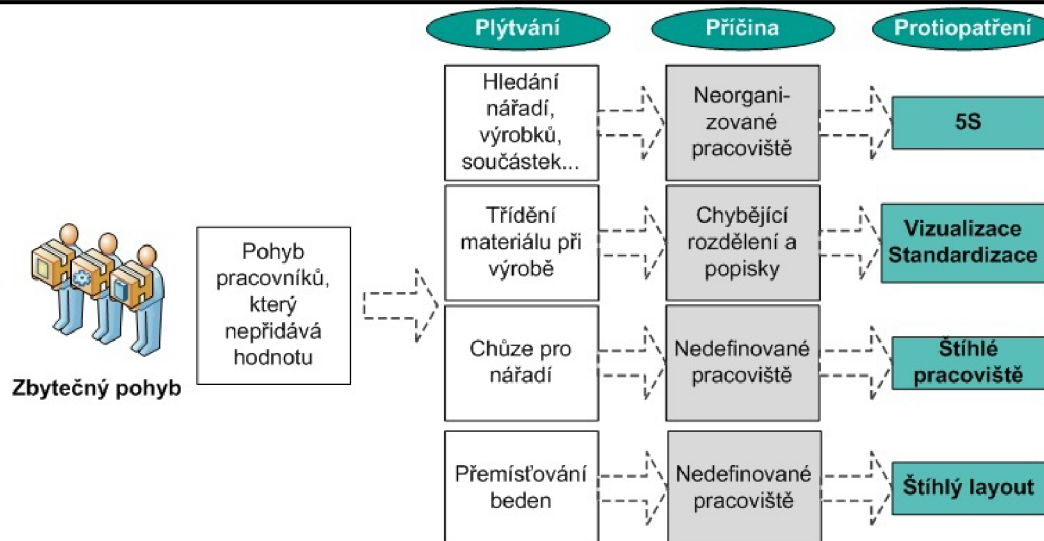 Plýtvání
Příčina
Protiopatření
Hledání
nářadí,
výrobků,
součástek...
Neorgani-
zované
pracoviště
5S
Třídění
materiálu při
výrobě
Chybějící
rozdělení a
popisky
Vizualizace
Standardizace
Pohyb
pracovníků,
který
nepřidává
hodnotu
Zbytečný pohyb
Chůze pro
nářadí
Nedefinované
pracoviště
Štíhlé
pracoviště
Přemísťování
beden
Nedefinované
pracoviště
Štíhlý layout